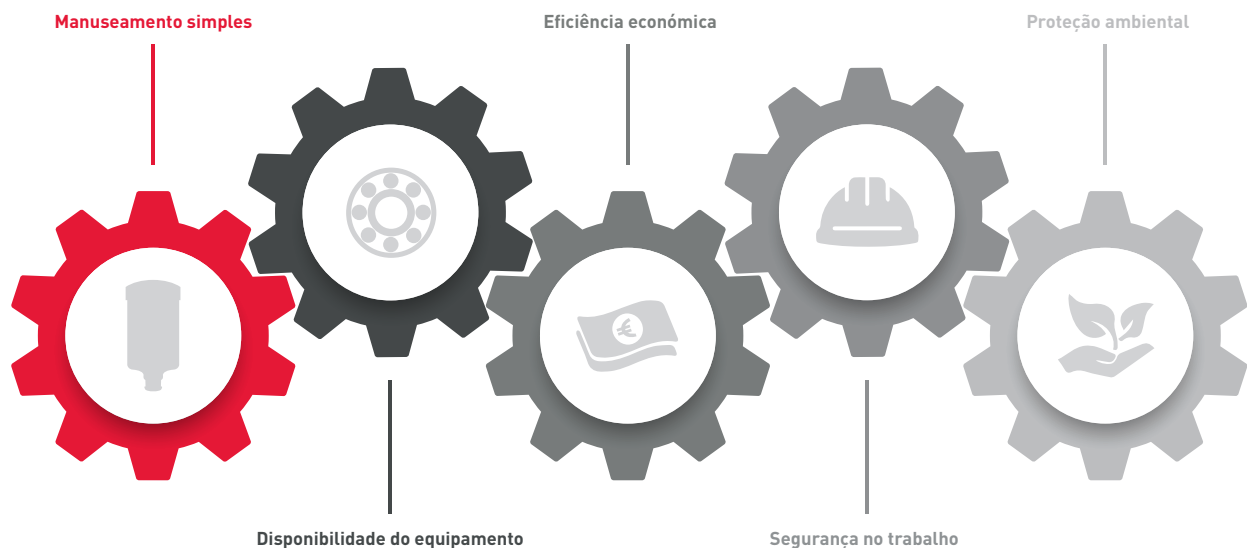 Manuseamento simples
Eficiência económica
Proteção ambiental
€
Disponibilidade do equipamento
Segurança no trabalho